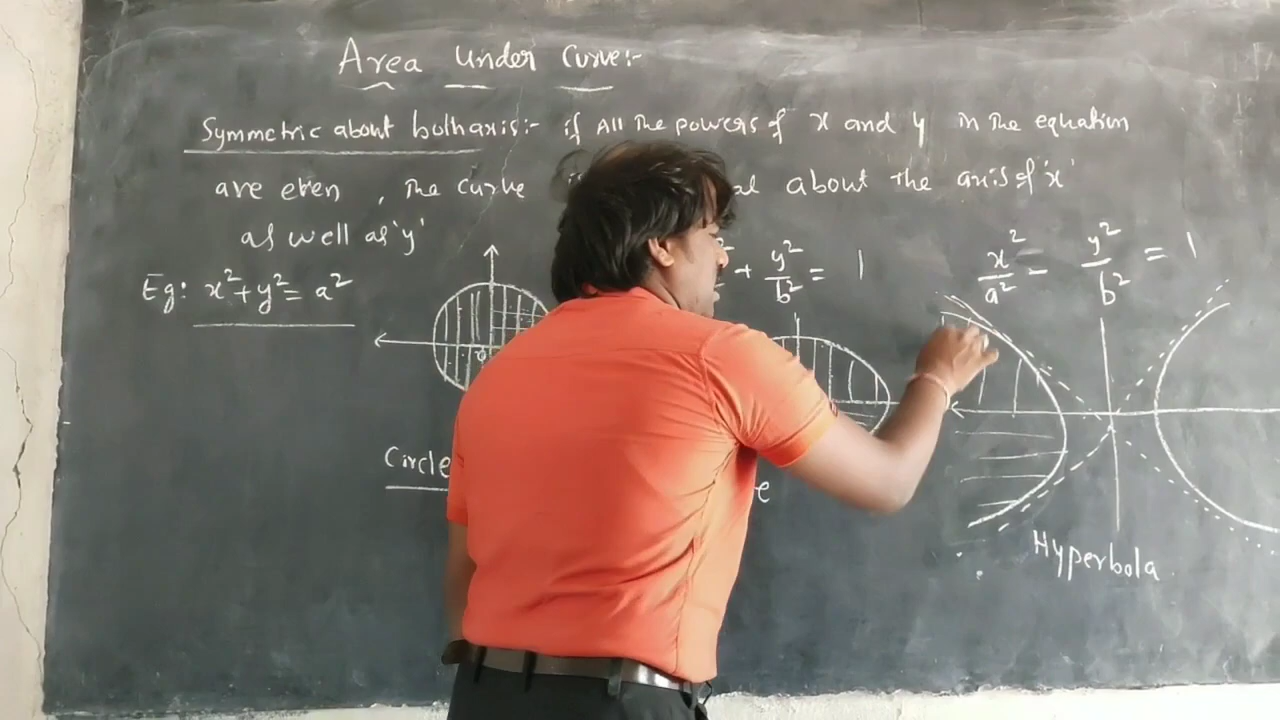 Area Under Curve:-
Symmetric about both axis:- if All The powers of x and y in The equation
are even , The curve about the axis of 'x'
as well as 'y'
Eg: x²+y²=a²
+ y²/b² = 1
x²/a² - y²/b² = 1
Circle
Hyperbola